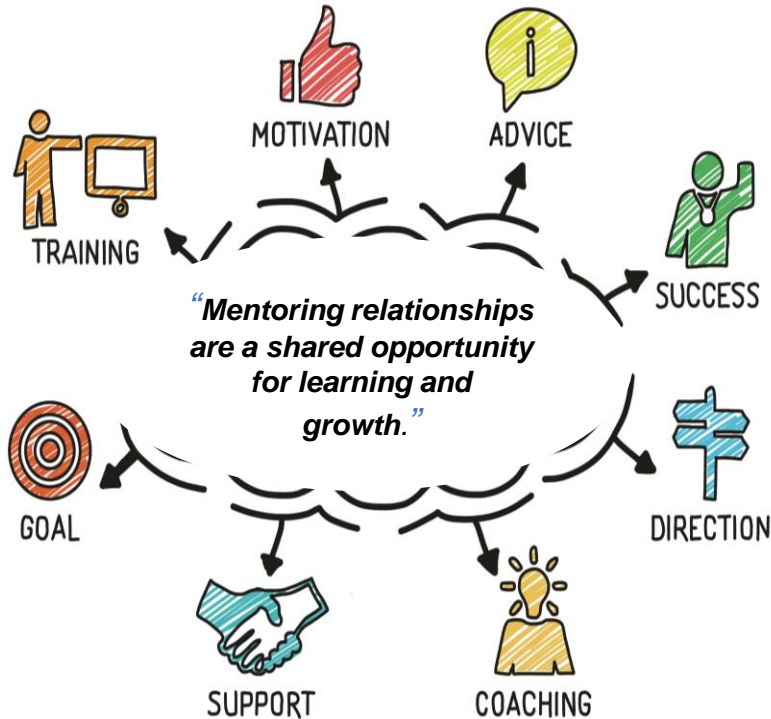 MOTIVATION
ADVICE
TRAINING
SUCCESS
“Mentoring relationships
are a shared opportunity
for learning and
growth.”
GOAL
DIRECTION
SUPPORT
COACHING